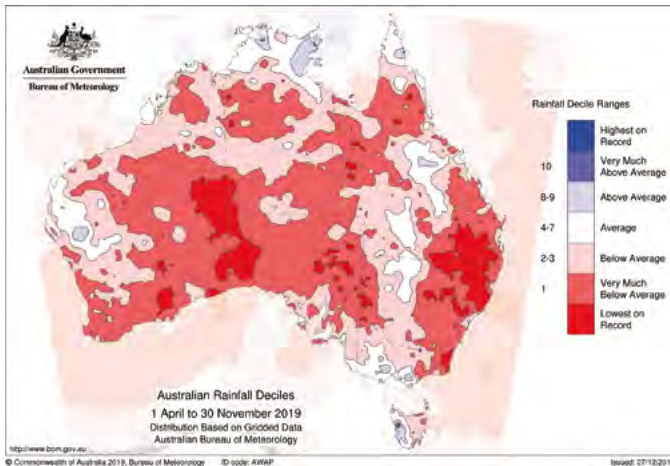 Australian Government
Bureau of Meteorology
Rainfall Decile Ranges
Highest on
Record
10
Very Much
Above Average
8-9
Above Average
4-7
Average
2-3
Below Average
1
Very Much
Below Average
Lowest on
Record
Australian Rainfall Deciles
1 April to 30 November 2019
Distribution Based on Gridded Data
Australian Bureau of Meteorology
http://www.bom.gov.au
© Commonwealth of Australia 2019, Bureau of Meteorology
ID code: AWAP
Issued: